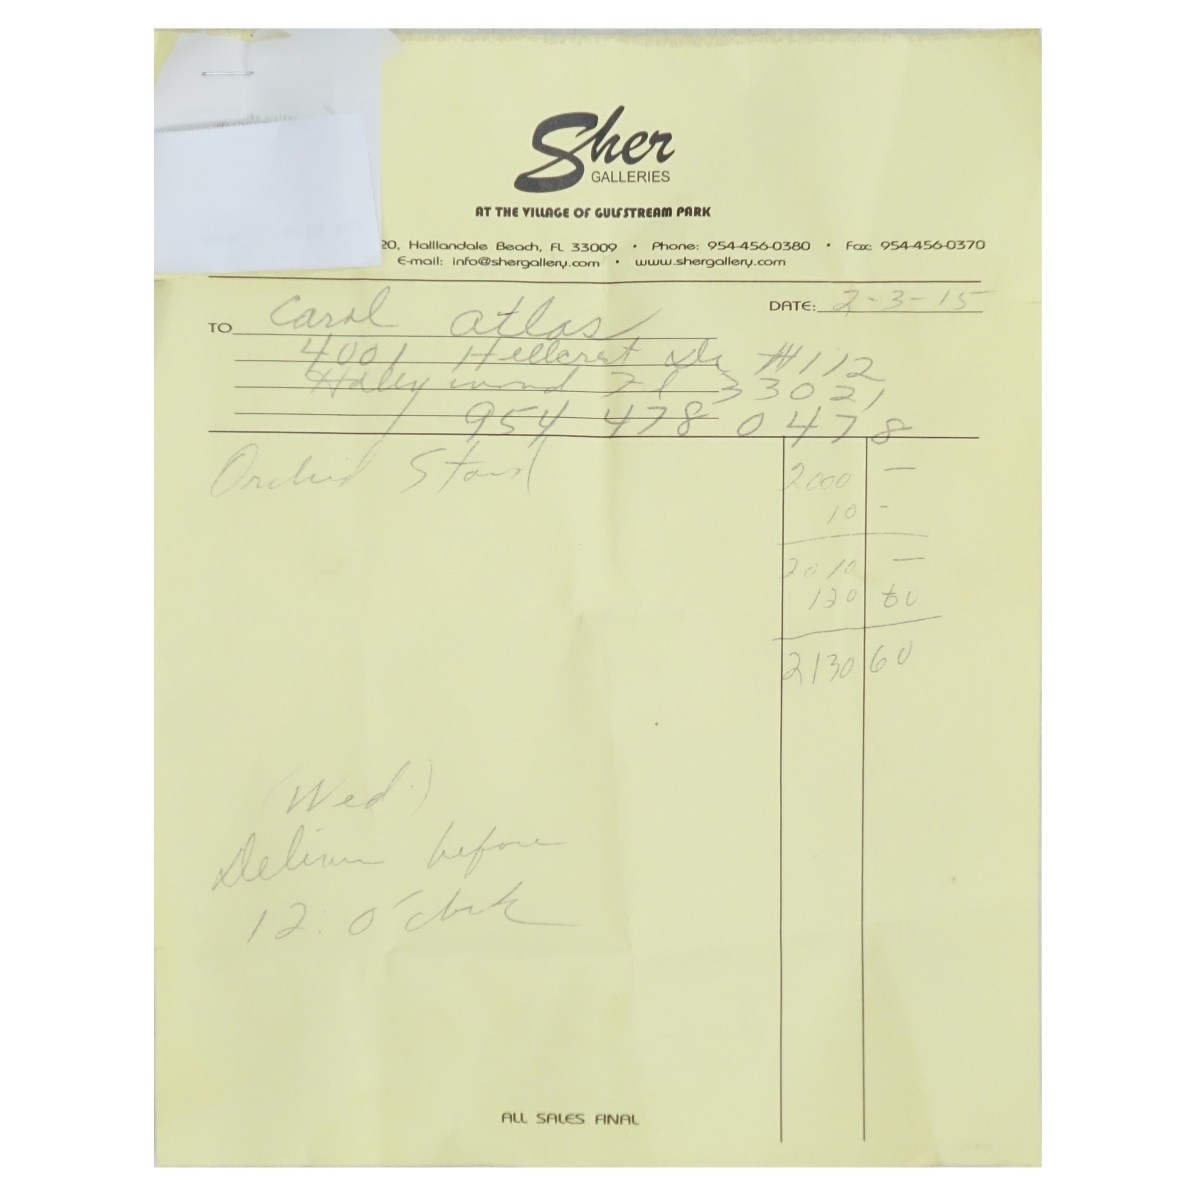 Sher
GALLERIES
AT THE VILLAGE OF GULFSTREAM PARK
20, Halllandale Beach, FL 33009 • Phone: 954-456-0380 • Fax: 954-456-0370
E-mail: info@shergallery.com • www.shergallery.com
DATE: 2-3-15
TO Carol Atlas
4001 Hillcrest Dr #112
Hollywood Fl 33021
954 478 0478
Orchid Stand 2000 —
10 -
2010 —
120 60
2130 60
(Wed.)
Deliver before
12: O'clock
ALL SALES FINAL